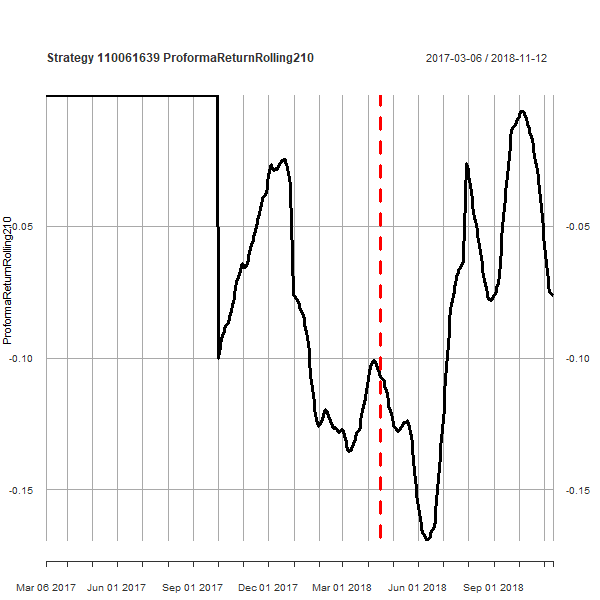 Strategy 110061639 ProformaReturnRolling210
2017-03-06 / 2018-11-12
ProformaReturnRolling210
-0.05
-0.05
-0.10
-0.10
-0.15
-0.15
Mar 06 2017
Jun 01 2017
Sep 01 2017
Dec 01 2017
Mar 01 2018
Jun 01 2018
Sep 01 2018